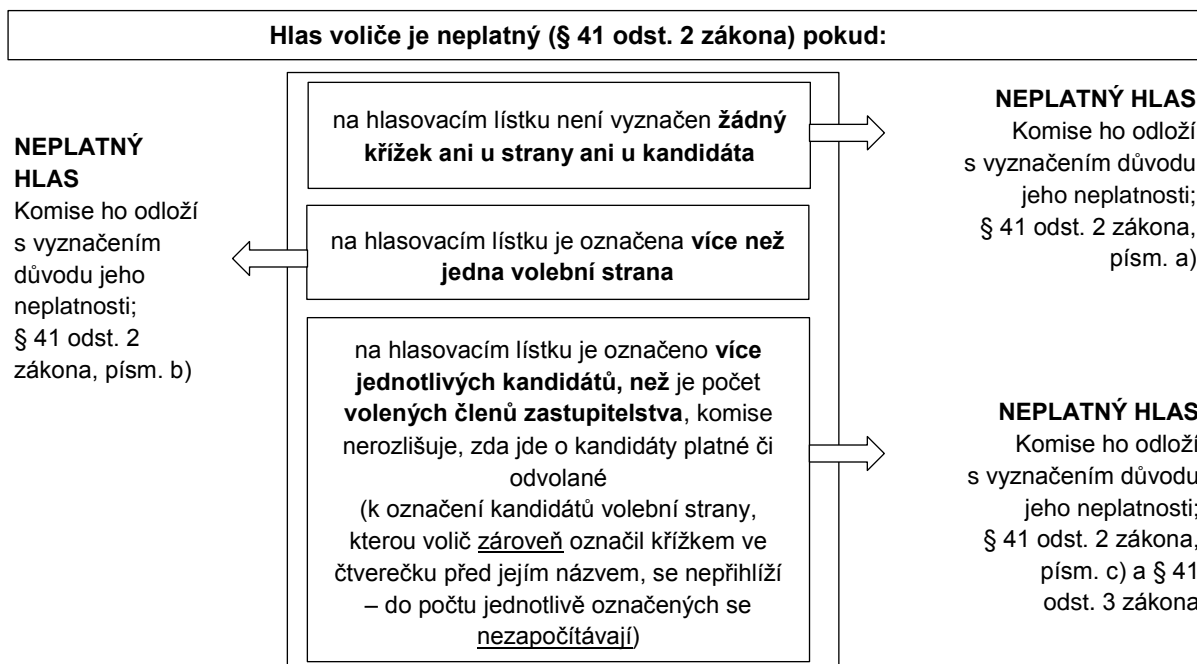 Hlas voliče je neplatný (§ 41 odst. 2 zákona) pokud:
na hlasovacím lístku není vyznačen žádný
křížek ani u strany ani u kandidáta
NEPLATNÝ HLAS
Komise ho odloží
s vyznačením důvodu
jeho neplatnosti;
§ 41 odst. 2 zákona,
písm. a)
NEPLATNÝ
HLAS
Komise ho odloží
s vyznačením
důvodu jeho
neplatnosti;
§ 41 odst. 2
zákona, písm. b)
na hlasovacím lístku je označena více než
jedna volební strana
na hlasovacím lístku je označeno více
jednotlivých kandidátů, než je počet
volených členů zastupitelstva, komise
nerozlišuje, zda jde o kandidáty platné či
odvolané
(k označení kandidátů volební strany,
kterou volič zároveň označil křížkem ve
čtverečku před jejím názvem, se nepřihlíží
– do počtu jednotlivě označených se
nezapočítávají)
NEPLATNÝ HLAS
Komise ho odloží
s vyznačením důvodu
jeho neplatnosti;
§ 41 odst. 2 zákona,
písm. c) a § 41
odst. 3 zákona